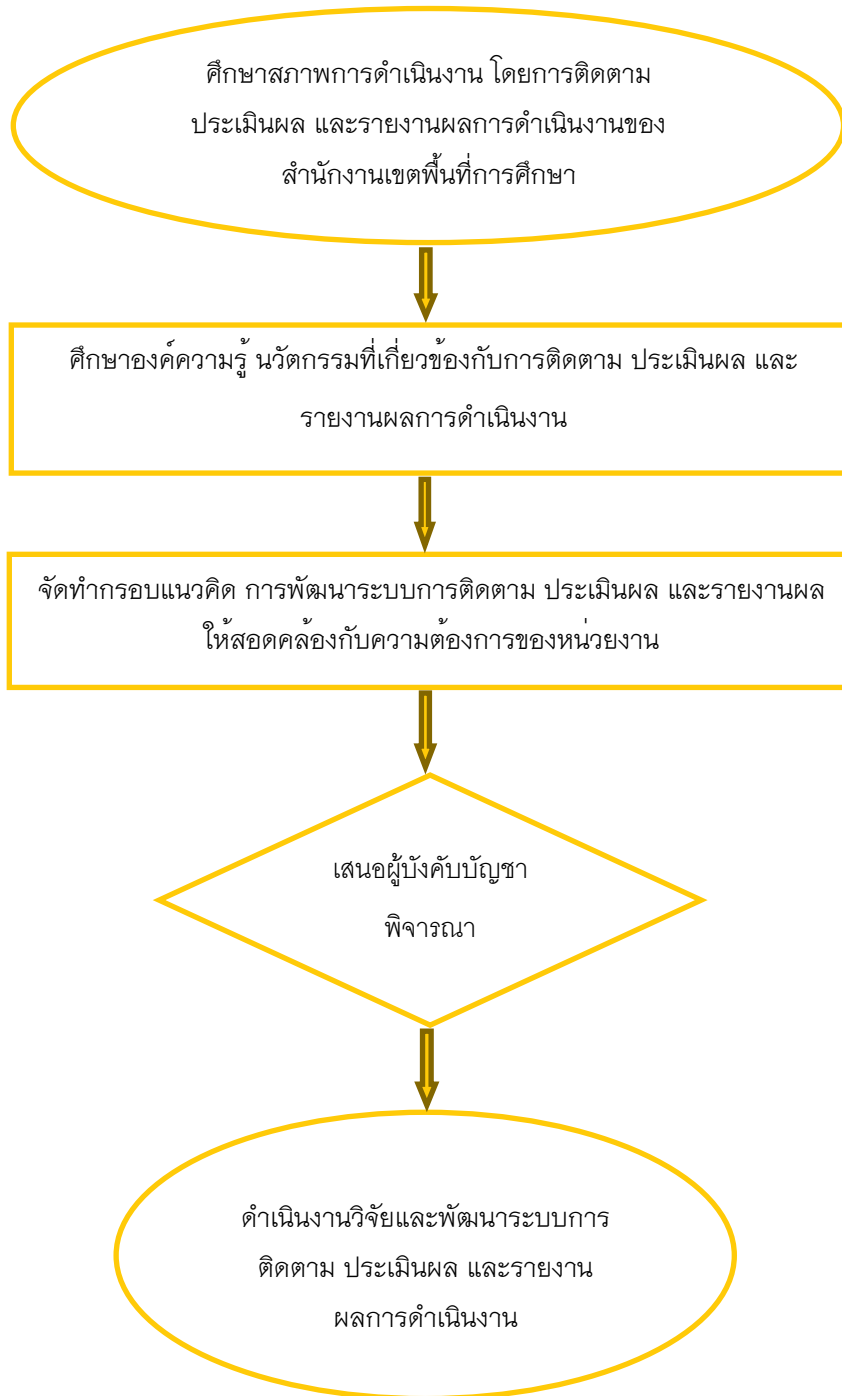 ศึกษาสภาพการดำเนินงาน โดยการติดตาม
ประเมินผล และรายงานผลการดำเนินงานของ
สำนักงานเขตพื้นที่การศึกษา
ศึกษาองค์ความรู้ นวัตกรรมที่เกี่ยวข้องกับการติดตาม ประเมินผล และ
รายงานผลการดำเนินงาน
จัดทำกรอบแนวคิด การพัฒนาระบบการติดตาม ประเมินผล และรายงานผล
ให้สอดคล้องกับความต้องการของหน่วยงาน
เสนอผู้บังคับบัญชา
พิจารณา
ดำเนินงานวิจัยและพัฒนาระบบการ
ติดตาม ประเมินผล และรายงาน
ผลการดำเนินงาน